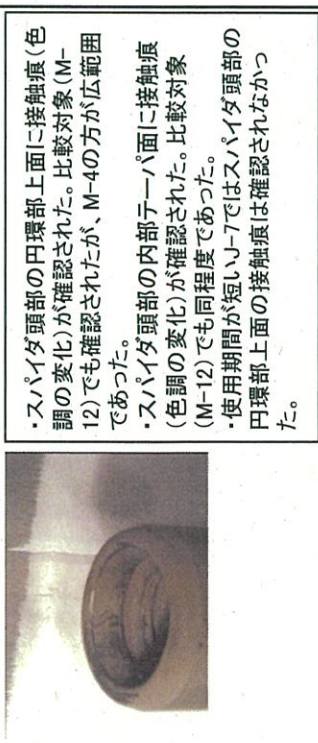 ・スパイダ頭部の円環部上面に接触痕(色
調の変化)が確認された。比較対象(M-
12)でも確認されたが、M-4の方が広範囲
であった。
・スパイダ頭部の内部テーパ面に接触痕
(色調の変化)が確認された。比較対象
(M-12)でも同程度であった。
・使用期間が短いJ-7ではスパイダ頭部の
円環部上面の接触痕は確認されなかっ
た。